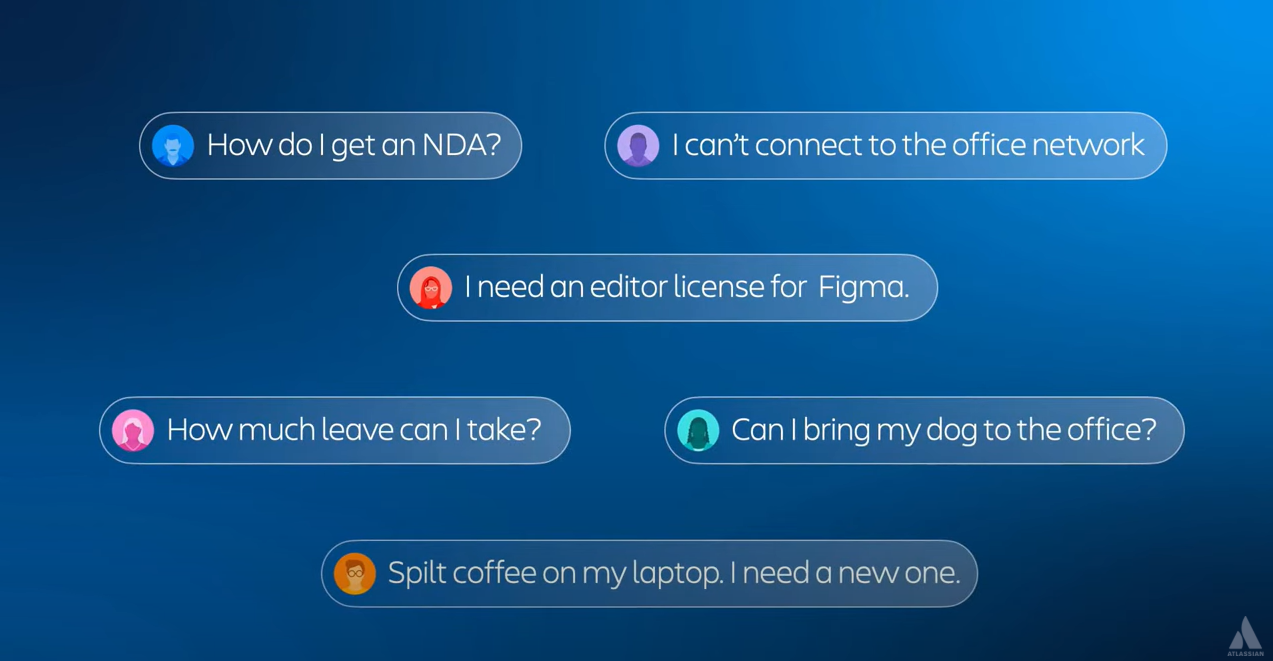 How do I get an NDA?
I can't connect to the office network
I need an editor license for Figma.
How much leave can I take?
Can I bring my dog to the office?
Spilt coffee on my laptop. I need a new one.
ATLASSIAN